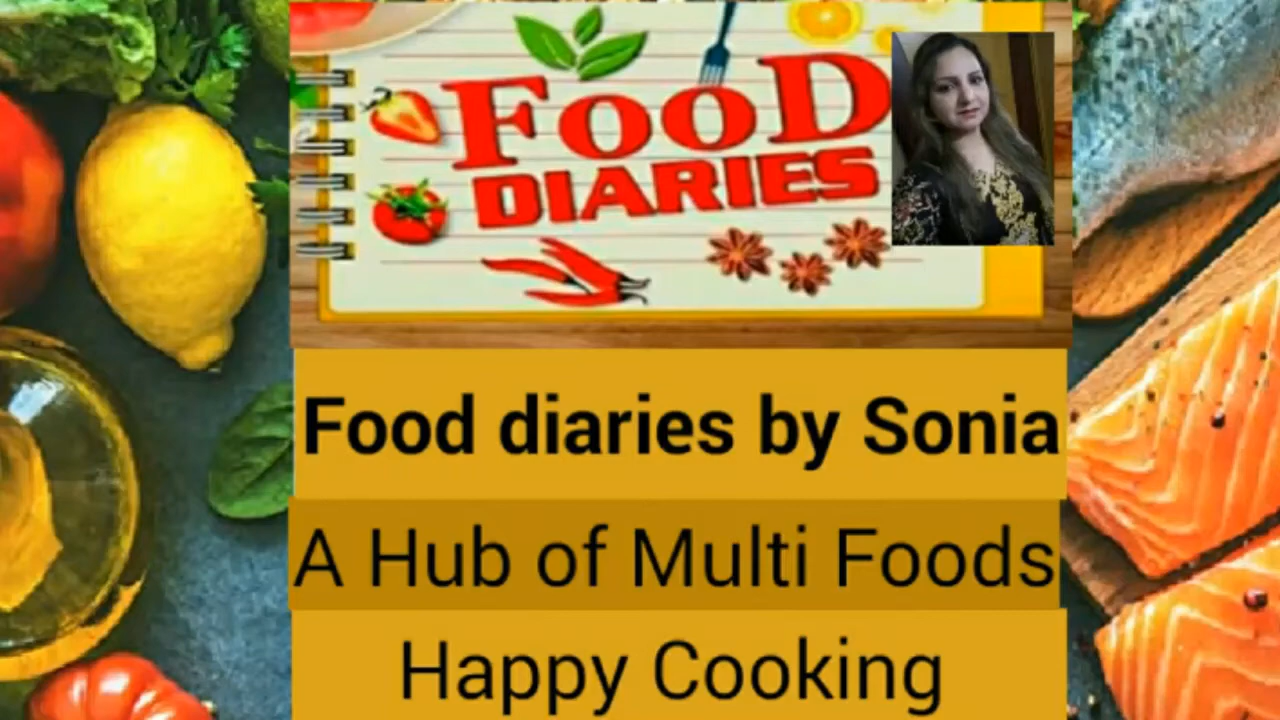 FooD
DIARIES
Food diaries by Sonia
A Hub of Multi Foods
Happy Cooking